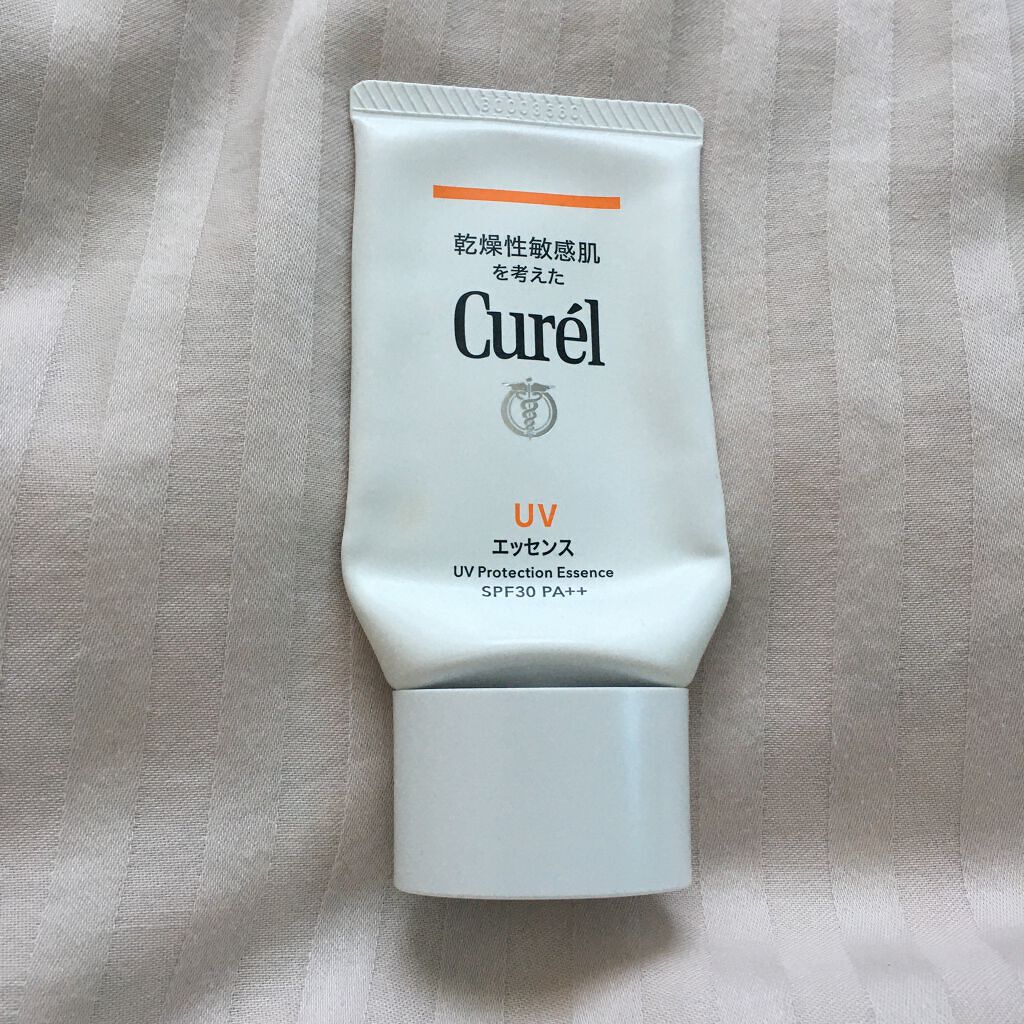 乾燥性敏感肌
を考えた
Curél
UV
エッセンス
UV Protection Essence
SPF30 PA++